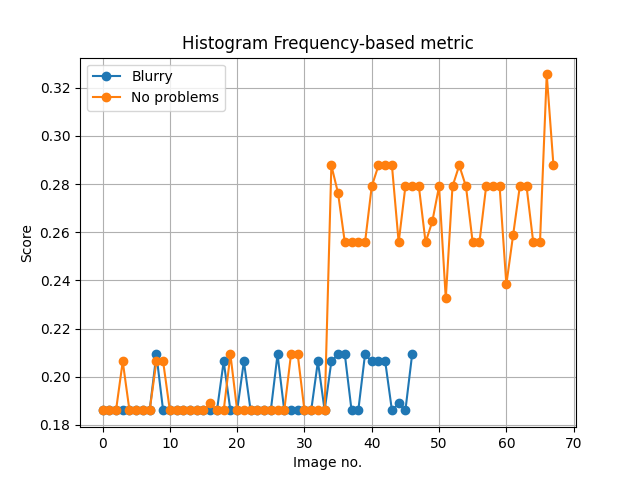 Histogram Frequency-based metric
Blurry
No problems
Score
0.32
0.30
0.28
0.26
0.24
0.22
0.20
0.18
0 10 20 30 40 50 60 70
Image no.